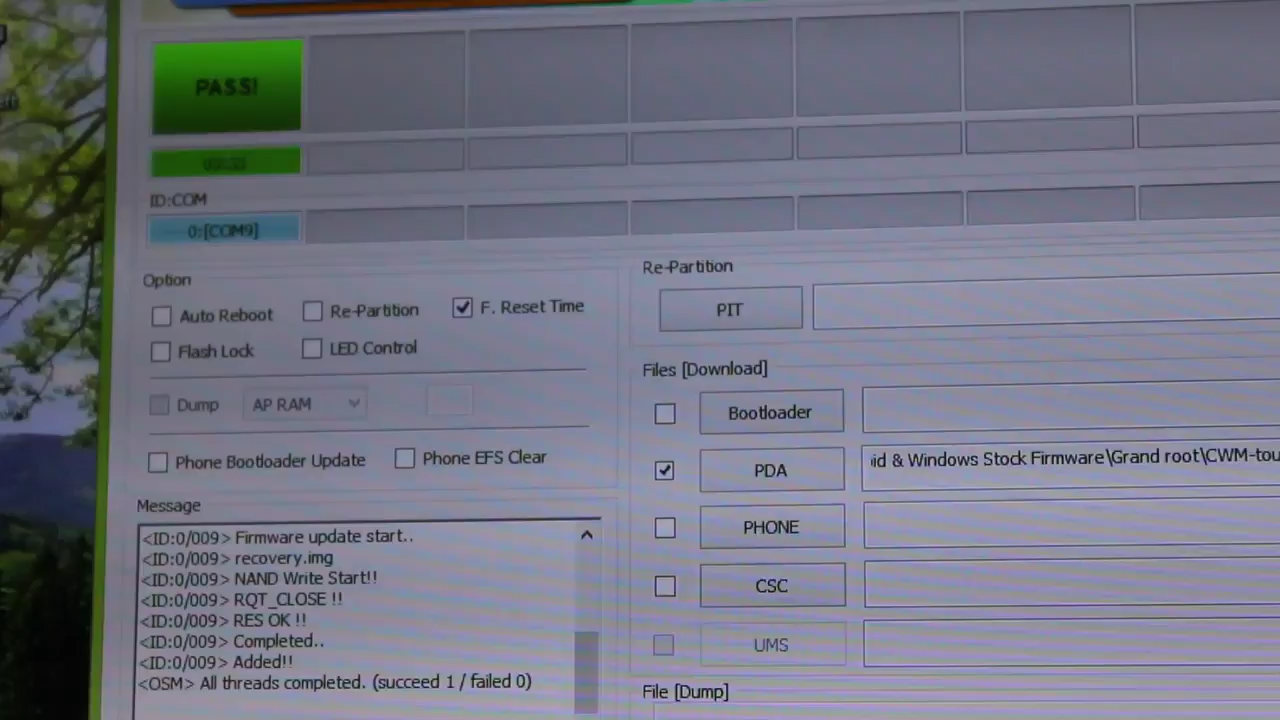 PASS!
ID:COM
0:[COM9]
Option
Auto Reboot
Re-Partition
F. Reset Time
Flash Lock
LED Control
Dump
AP RAM
Phone Bootloader Update
Phone EFS Clear
Message
<ID:0/009> Firmware update start..
<ID:0/009> recovery.img
<ID:0/009> NAND Write Start!!
<ID:0/009> RQT_CLOSE !!
<ID:0/009> RES OK !!
<ID:0/009> Completed..
<ID:0/009> Added!!
<OSM> All threads completed. (succeed 1 / failed 0)
Re-Partition
PIT
Files [Download]
Bootloader
PDA
id & Windows Stock Firmware\Grand root\CWM-tou
PHONE
CSC
UMS
File [Dump]